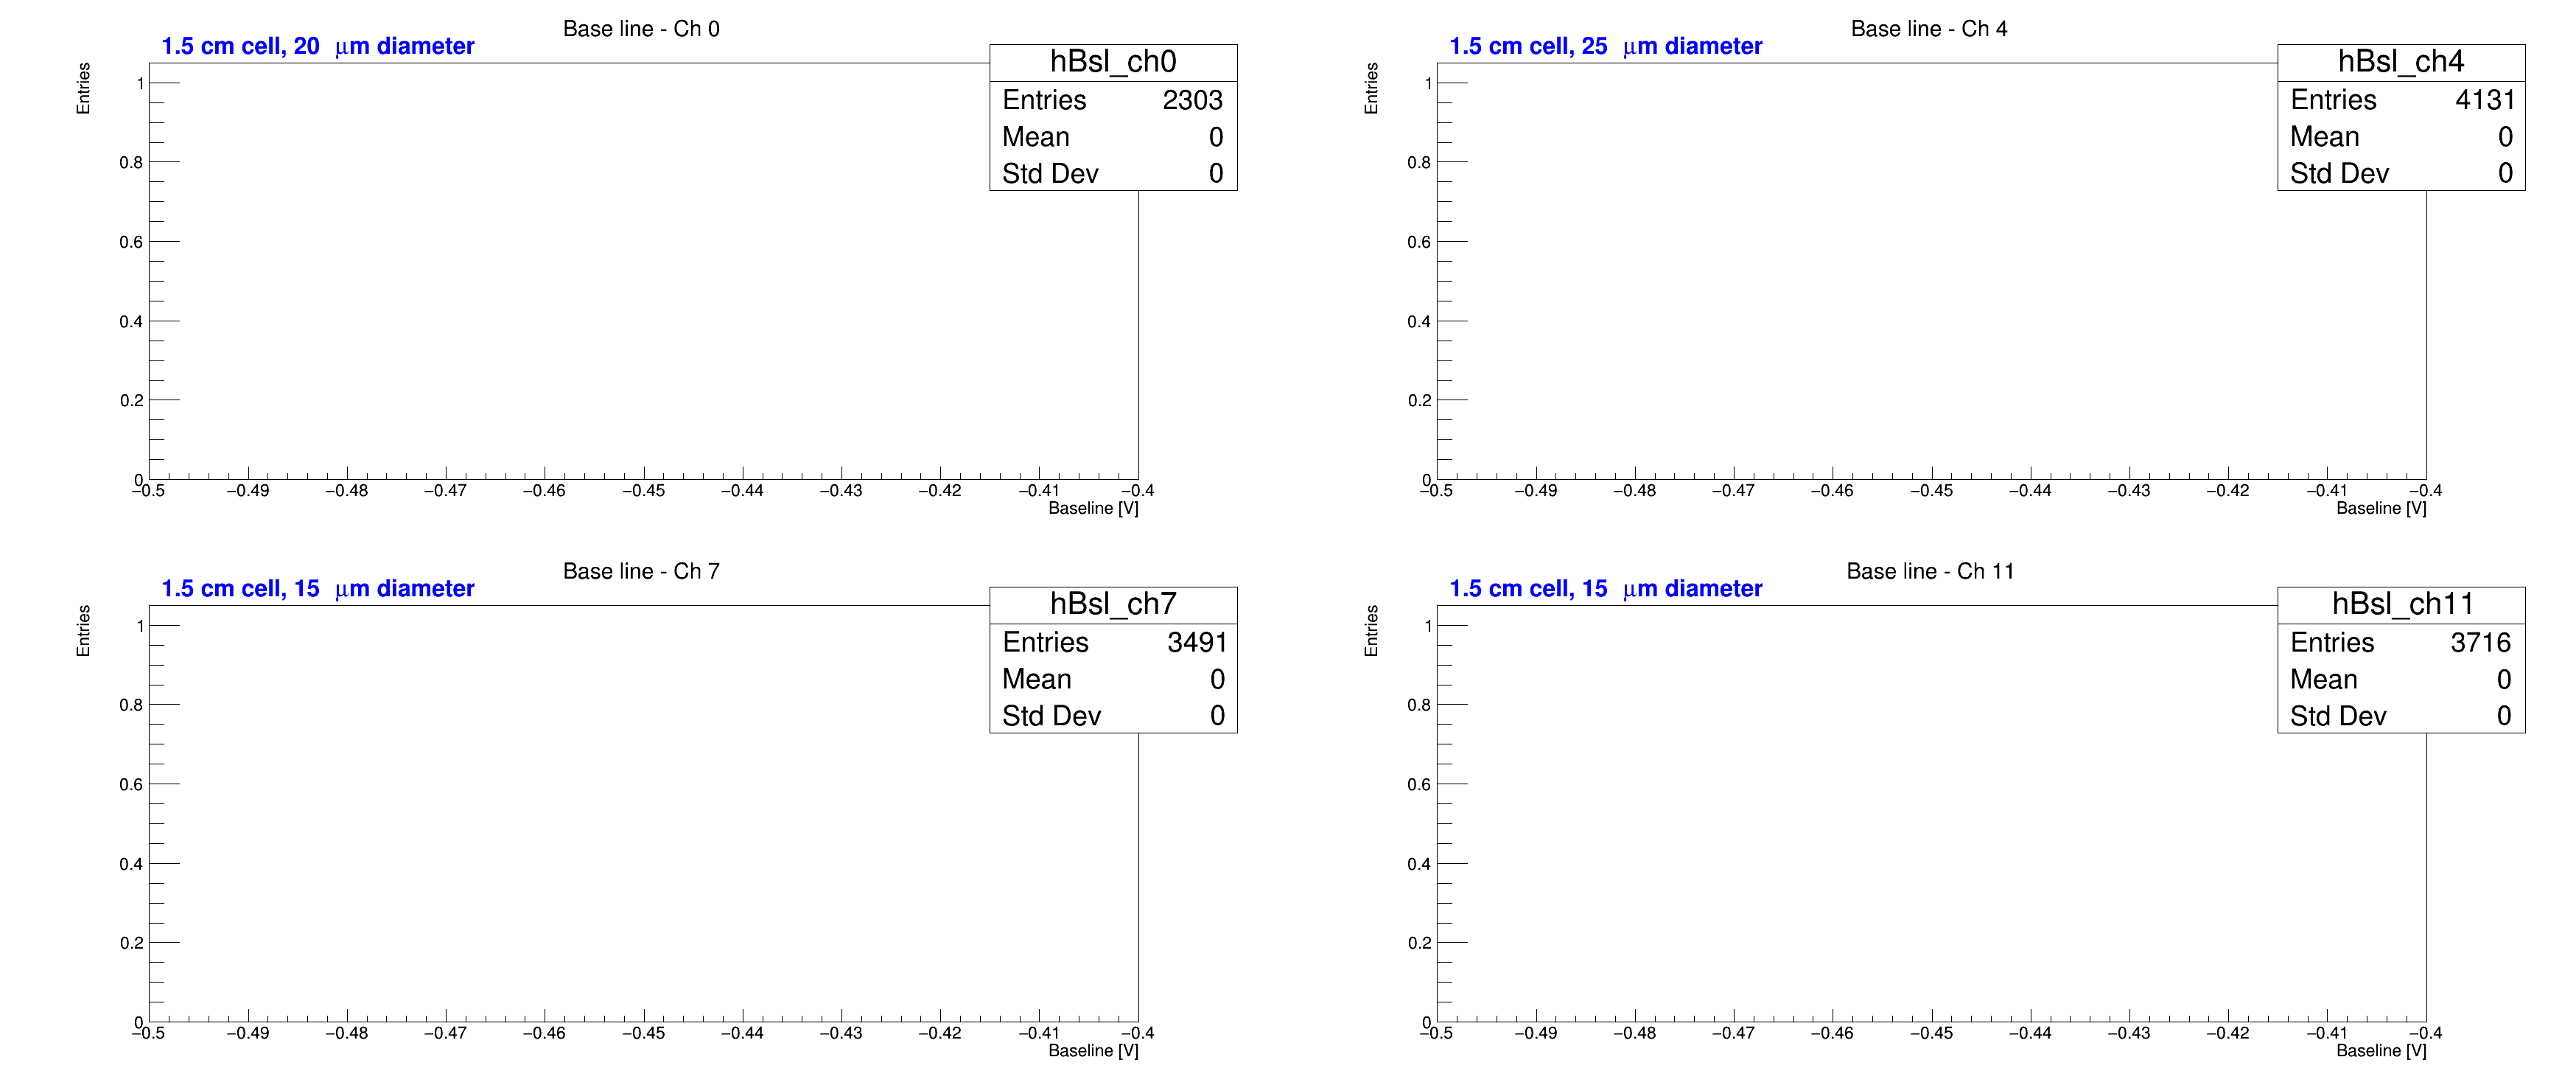 Base line - Ch 0
1.5 cm cell, 20 μm diameter
Entries
hBsl_ch0
Entries 2303
Mean 0
Std Dev 0
1
0.8
0.6
0.4
0.2
0
−0.5 −0.49 −0.48 −0.47 −0.46 −0.45 −0.44 −0.43 −0.42 −0.41 −0.4
Baseline [V]
Base line - Ch 4
1.5 cm cell, 25 μm diameter
Entries
hBsl_ch4
Entries 4131
Mean 0
Std Dev 0
1
0.8
0.6
0.4
0.2
0
−0.5 −0.49 −0.48 −0.47 −0.46 −0.45 −0.44 −0.43 −0.42 −0.41 −0.4
Baseline [V]
Base line - Ch 7
1.5 cm cell, 15 μm diameter
Entries
hBsl_ch7
Entries 3491
Mean 0
Std Dev 0
1
0.8
0.6
0.4
0.2
0
−0.5 −0.49 −0.48 −0.47 −0.46 −0.45 −0.44 −0.43 −0.42 −0.41 −0.4
Baseline [V]
Base line - Ch 11
1.5 cm cell, 15 μm diameter
Entries
hBsl_ch11
Entries 3716
Mean 0
Std Dev 0
1
0.8
0.6
0.4
0.2
0
−0.5 −0.49 −0.48 −0.47 −0.46 −0.45 −0.44 −0.43 −0.42 −0.41 −0.4
Baseline [V]